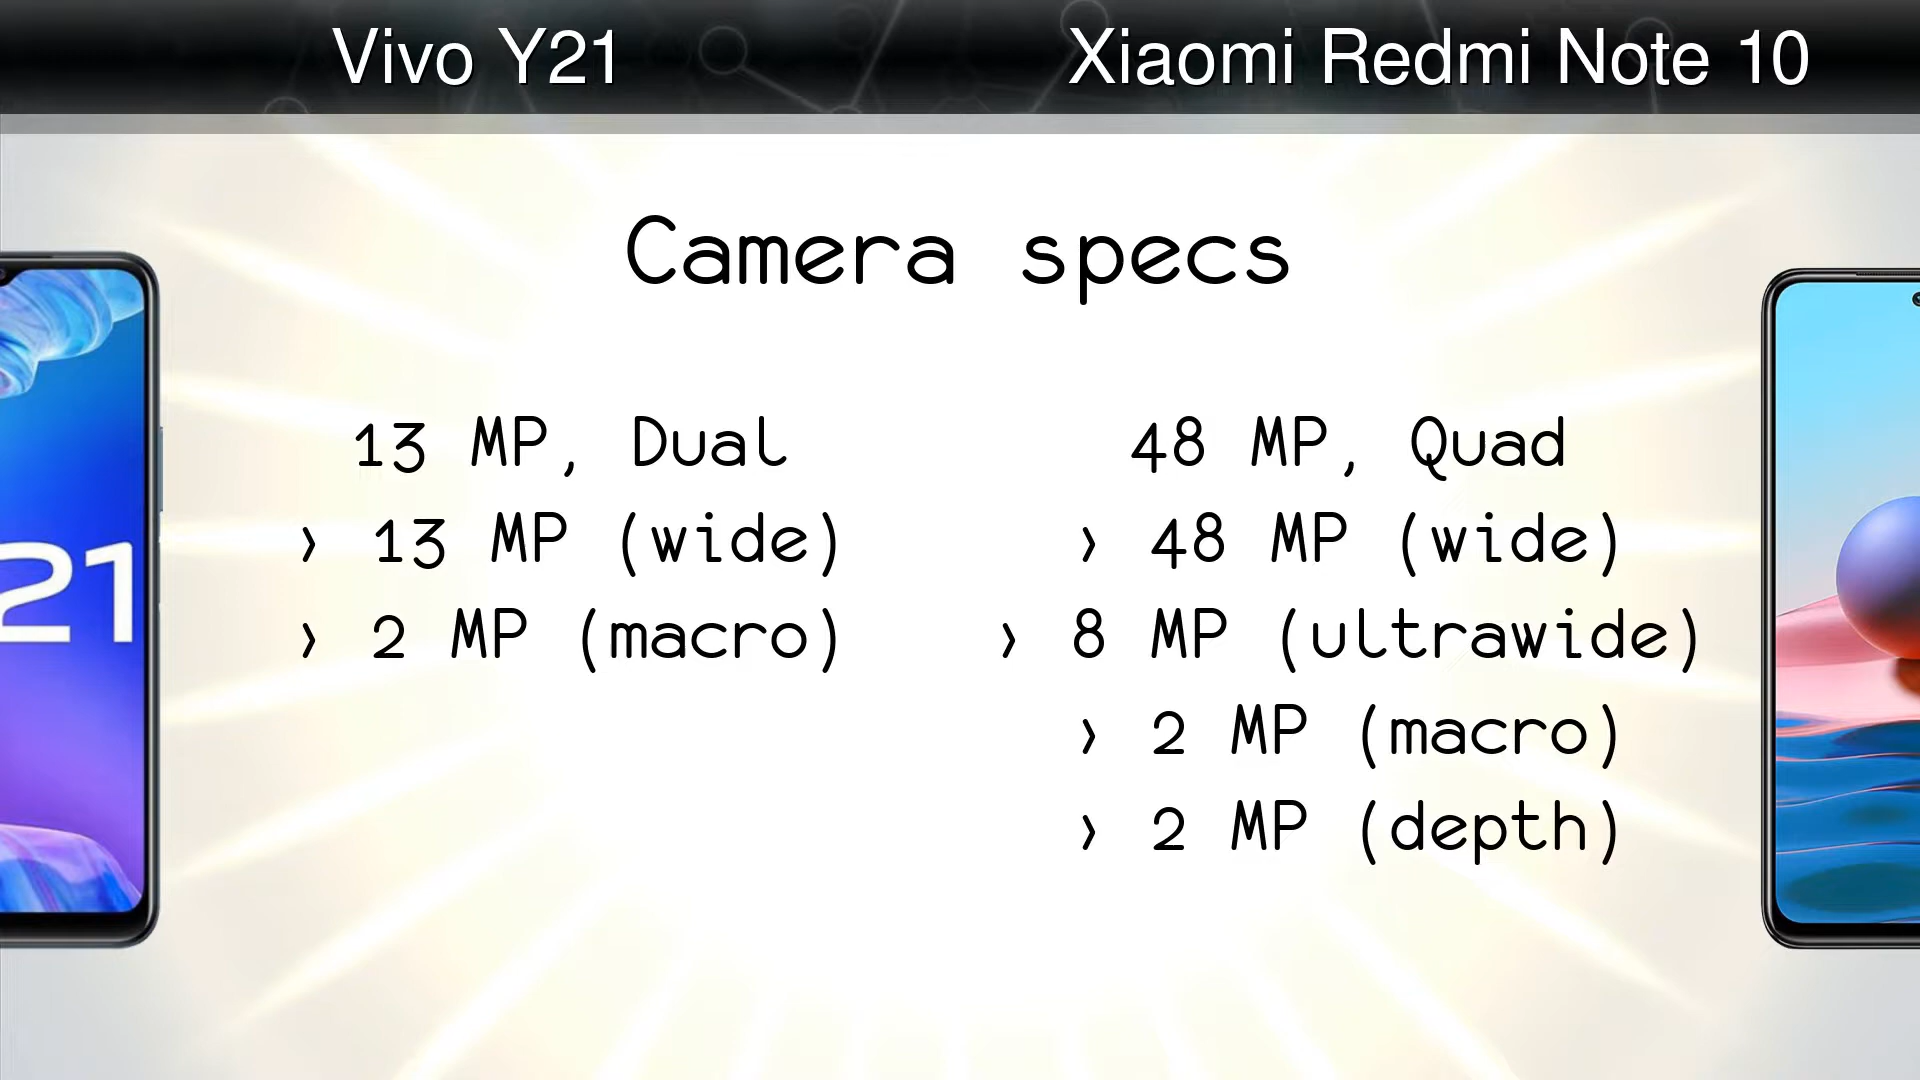 Vivo Y21
Xiaomi Redmi Note 10
Camera specs
13 MP, Dual
› 13 MP (wide)
› 2 MP (macro)
48 MP, Quad
› 48 MP (wide)
› 8 MP (ultrawide)
› 2 MP (macro)
› 2 MP (depth)
21